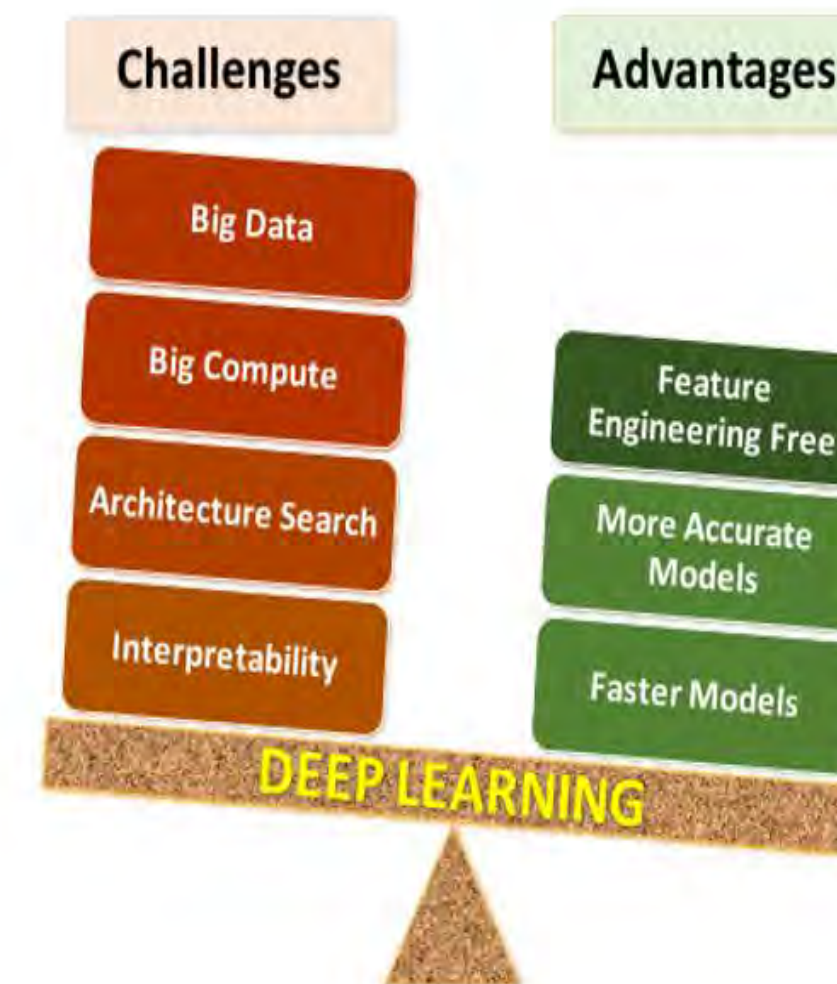 Challenges
Big Data
Big Compute
Architecture Search
Interpretability
Advantages
Feature
Engineering Free
More Accurate
Models
Faster Models
DEEP LEARNING